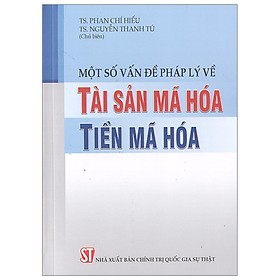 TS. PHAN CHÍ HIẾU
TS. NGUYỄN THANH TÚ
(Chủ biên)
MỘT SỐ VẤN ĐỀ PHÁP LÝ VỀ
TÀI SẢN MÃ HÓA
TIỀN MÃ HÓA
ST
NHÀ XUẤT BẢN CHÍNH TRỊ QUỐC GIA SỰ THẬT